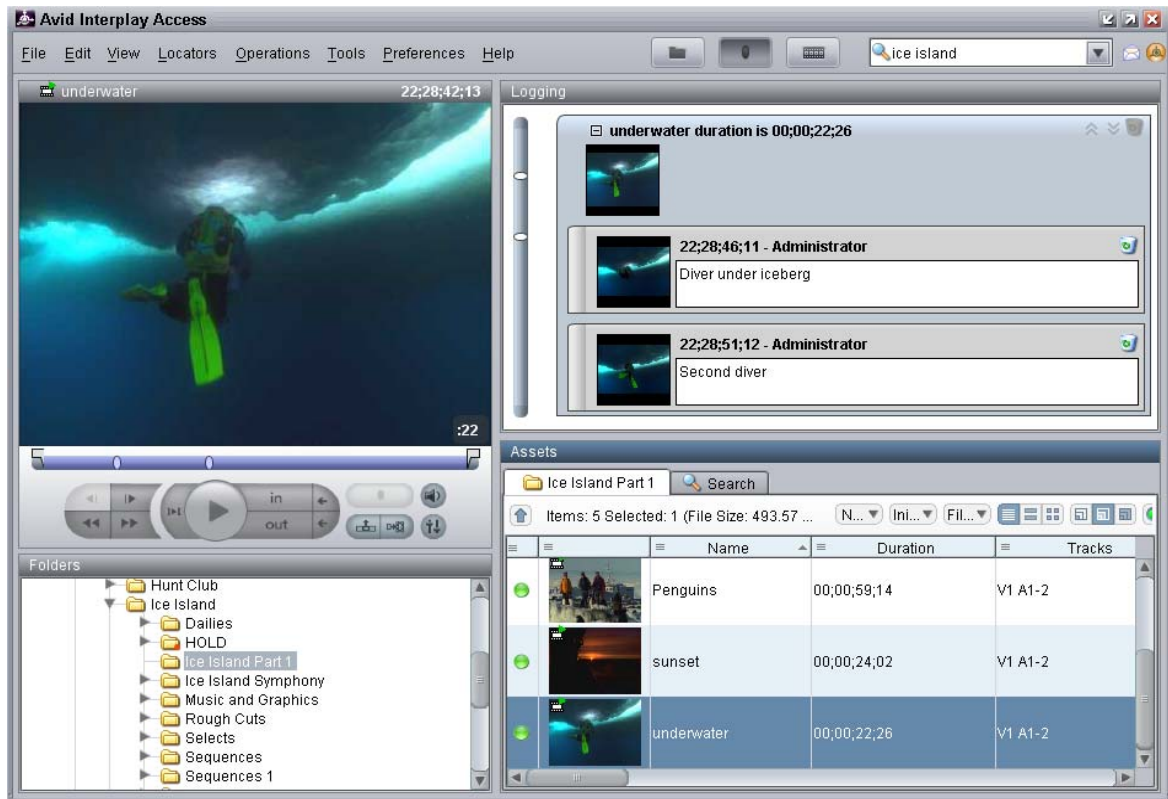 Avid Interplay Access
File Edit View Locators Operations Tools Preferences Help
ice island
underwater 22;28;42;13
:22
in
out
Folders
Hunt Club
Ice Island
Dailies
HOLD
Ice Island Part 1
Ice Island Symphony
Music and Graphics
Rough Cuts
Selects
Sequences
Sequences 1
Logging
underwater duration is 00;00;22;26
22;28;46;11 - Administrator
Diver under iceberg
22;28;51;12 - Administrator
Second diver
Assets
Ice Island Part 1 Search
Items: 5 Selected: 1 (File Size: 493.57 ... N... Ini... Fil...
Name Duration Tracks
Penguins 00;00;59;14 V1 A1-2
sunset 00;00;24;02 V1 A1-2
underwater 00;00;22;26 V1 A1-2